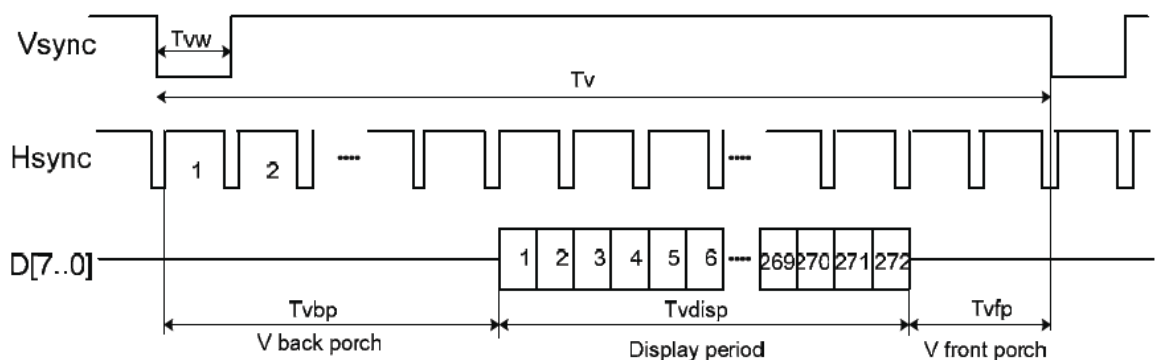 Vsync
Tvw
Tv
Hsync
1 2 .... ....
D[7..0]
1 2 3 4 5 6 .... 269 270 271 272
Tvbp Tvdisp Tvfp
V back porch Display period V front porch